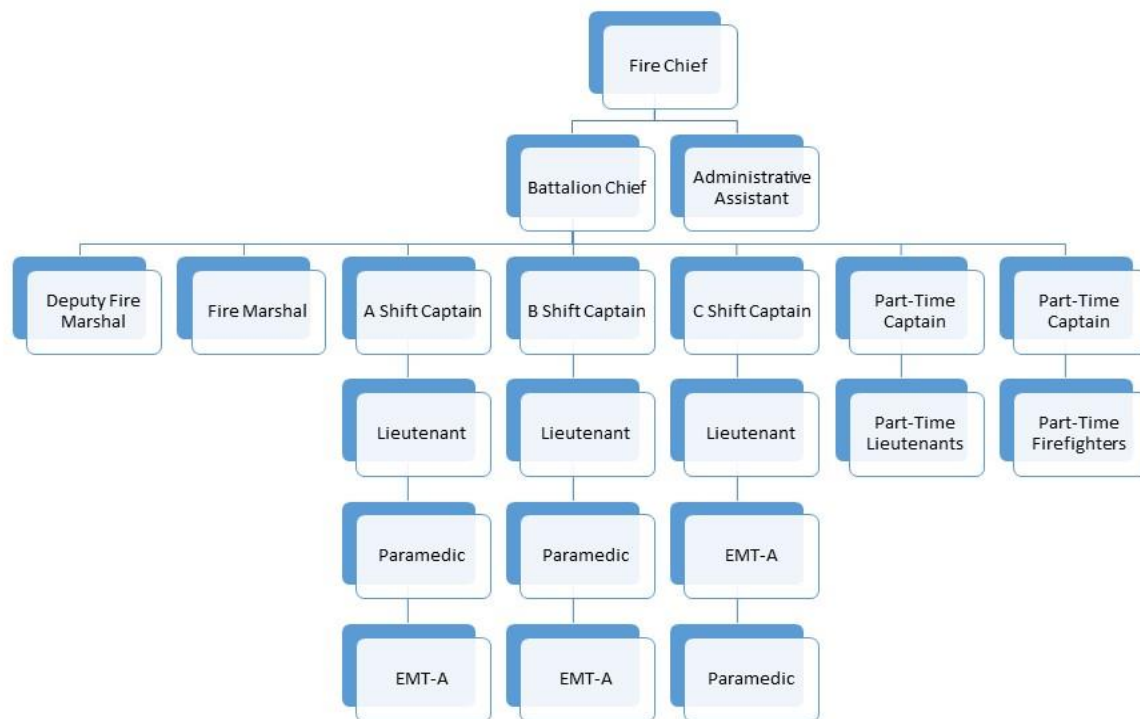 Fire Chief
Battalion Chief
Administrative
Assistant
Deputy Fire
Marshal
Fire Marshal
A Shift Captain
B Shift Captain
C Shift Captain
Part-Time
Captain
Part-Time
Captain
Lieutenant
Lieutenant
Lieutenant
Part-Time
Lieutenants
Part-Time
Firefighters
Paramedic
Paramedic
EMT-A
EMT-A
EMT-A
Paramedic